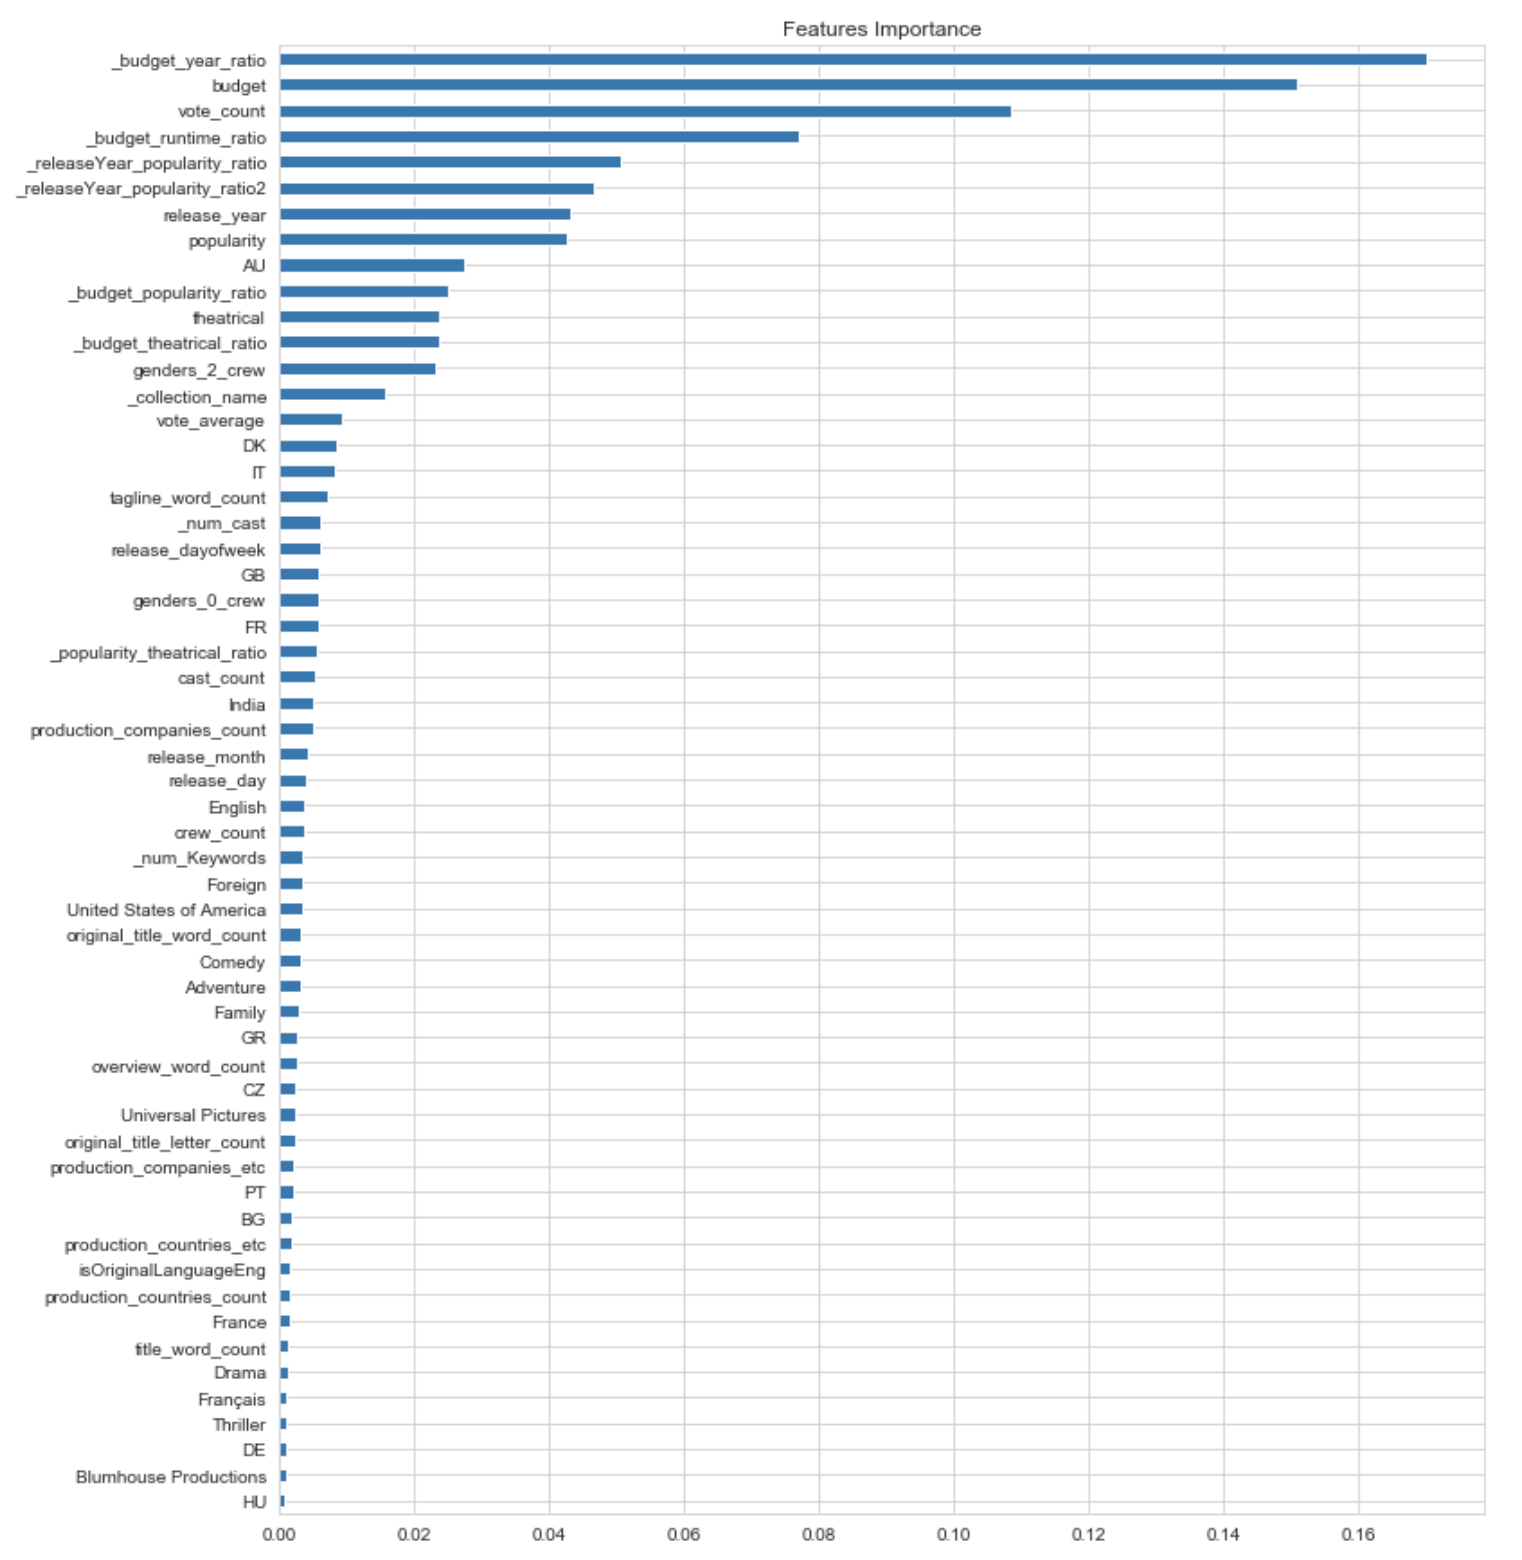 Features Importance
_budget_year_ratio
budget
vote_count
_budget_runtime_ratio
_releaseYear_popularity_ratio
_releaseYear_popularity_ratio2
release_year
popularity
AU
_budget_popularity_ratio
theatrical
_budget_theatrical_ratio
genders_2_crew
_collection_name
vote_average
DK
IT
tagline_word_count
_num_cast
release_dayofweek
GB
genders_0_crew
FR
_popularity_theatrical_ratio
cast_count
India
production_companies_count
release_month
release_day
English
crew_count
_num_Keywords
Foreign
United States of America
original_title_word_count
Comedy
Adventure
Family
GR
overview_word_count
CZ
Universal Pictures
original_title_letter_count
production_companies_etc
PT
BG
production_countries_etc
isOriginalLanguageEng
production_countries_count
France
title_word_count
Drama
Français
Thriller
DE
Blumhouse Productions
HU
0.00 0.02 0.04 0.06 0.08 0.10 0.12 0.14 0.16